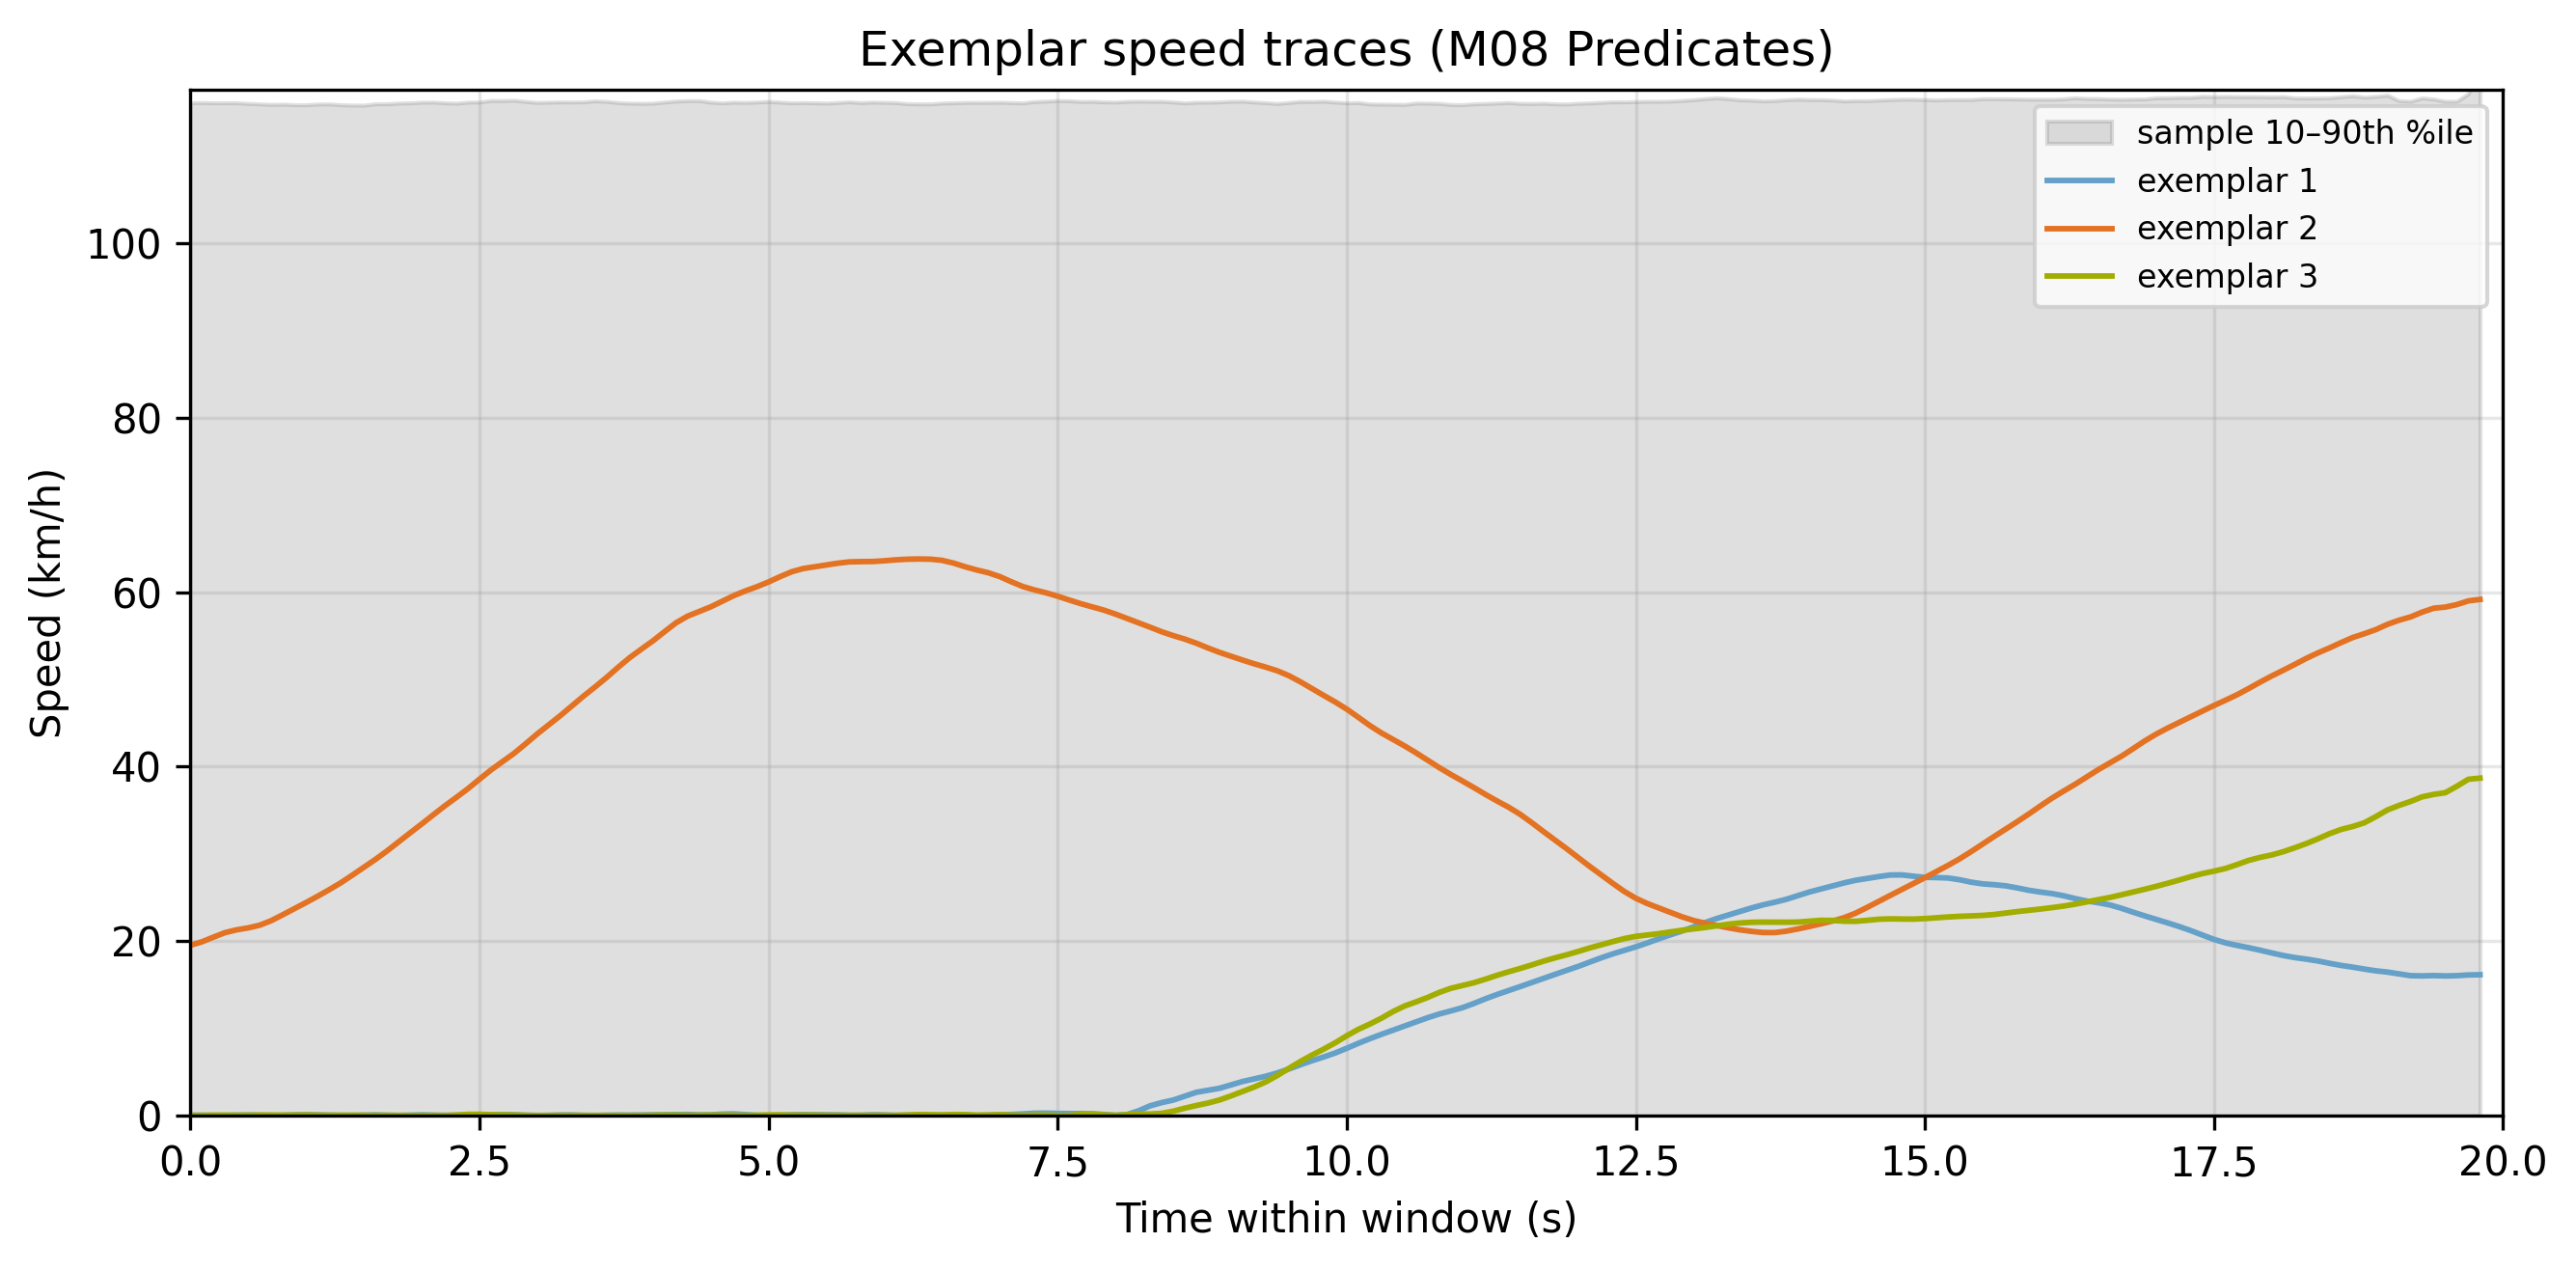 Exemplar speed traces (M08 Predicates)
sample 10–90th %ile
exemplar 1
exemplar 2
exemplar 3
Speed (km/h)
100
80
60
40
20
0
0.0 2.5 5.0 7.5 10.0 12.5 15.0 17.5 20.0
Time within window (s)